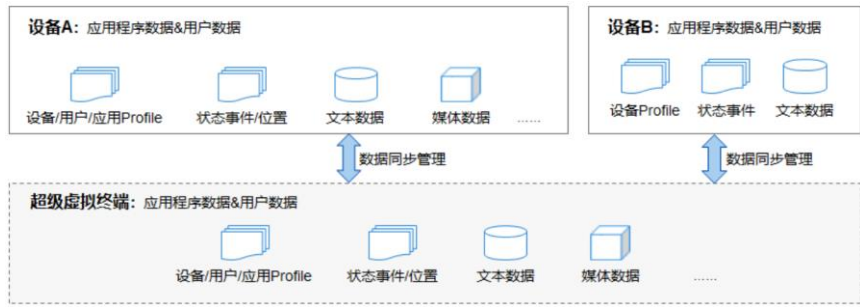 设备A：应用程序数据&用户数据
设备/用户/应用Profile 状态事件/位置 文本数据 媒体数据 ......
设备B：应用程序数据&用户数据
设备Profile 状态事件 文本数据
数据同步管理 数据同步管理
超级虚拟终端：应用程序数据&用户数据
设备/用户/应用Profile 状态事件/位置 文本数据 媒体数据 ......